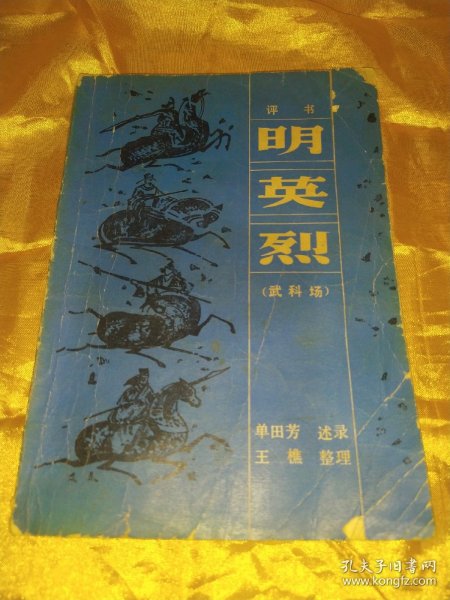 评书
明
英
烈
(武科场)
单田芳 述录
王樵 整理
孔夫子旧书网
www.kongfz.com